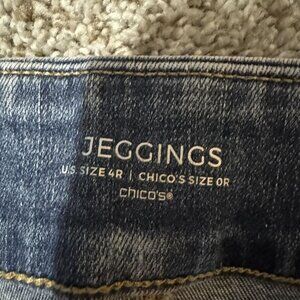 JEGGINGS
U.S. SIZE 4R | CHICO'S SIZE 0R
chico's®